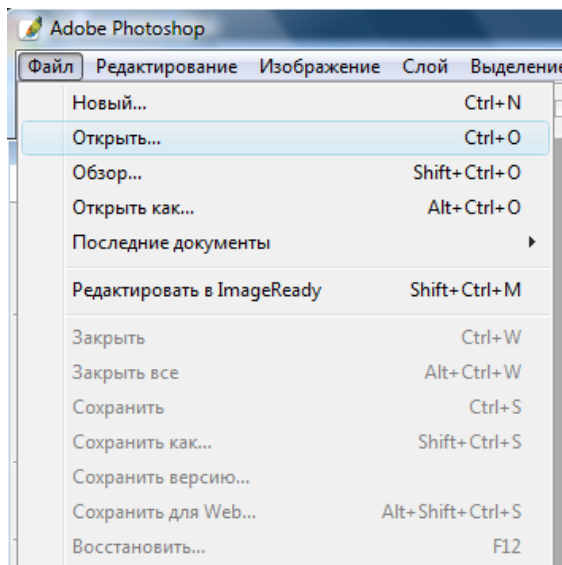 Adobe Photoshop
Файл Редактирование Изображение Слой Выделение
Новый... Ctrl+N
Открыть... Ctrl+O
Обзор... Shift+Ctrl+O
Открыть как... Alt+Ctrl+O
Последние документы
Редактировать в ImageReady Shift+Ctrl+M
Закрыть Ctrl+W
Закрыть все Alt+Ctrl+W
Сохранить Ctrl+S
Сохранить как... Shift+Ctrl+S
Сохранить версию...
Сохранить для Web... Alt+Shift+Ctrl+S
Восстановить... F12